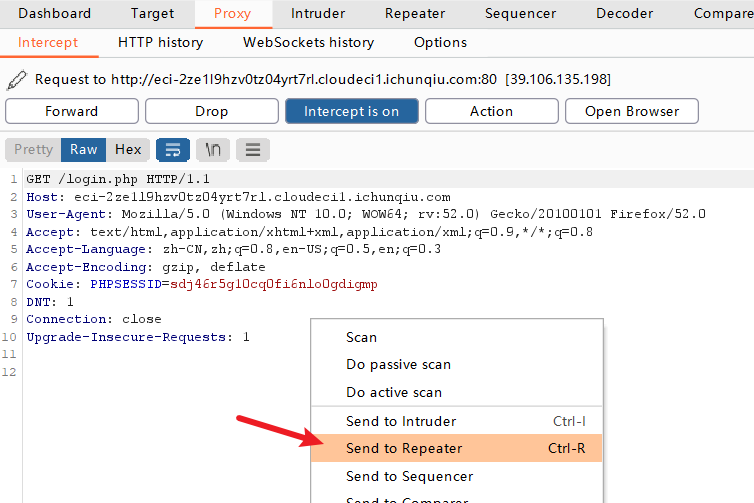 Dashboard Target Proxy Intruder Repeater Sequencer Decoder Compare
Intercept HTTP history WebSockets history Options
Request to http://eci-2ze1l9hzv0tz04yrt7rl.cloudeci1.ichunqiu.com:80 [39.106.135.198]
Forward Drop Intercept is on Action Open Browser
Pretty Raw Hex \n
1 GET /login.php HTTP/1.1
2 Host: eci-2ze1l9hzv0tz04yrt7rl.cloudeci1.ichunqiu.com
3 User-Agent: Mozilla/5.0 (Windows NT 10.0; WOW64; rv:52.0) Gecko/20100101 Firefox/52.0
4 Accept: text/html,application/xhtml+xml,application/xml;q=0.9,*/*;q=0.8
5 Accept-Language: zh-CN,zh;q=0.8,en-US;q=0.5,en;q=0.3
6 Accept-Encoding: gzip, deflate
7 Cookie: PHPSESSID=sdj46r5g10cq0fi6nlo0gdigmp
8 DNT: 1
9 Connection: close
10 Upgrade-Insecure-Requests: 1
11
12
Scan
Do passive scan
Do active scan
Send to Intruder Ctrl-I
Send to Repeater Ctrl-R
Send to Sequencer
Send to Comparer